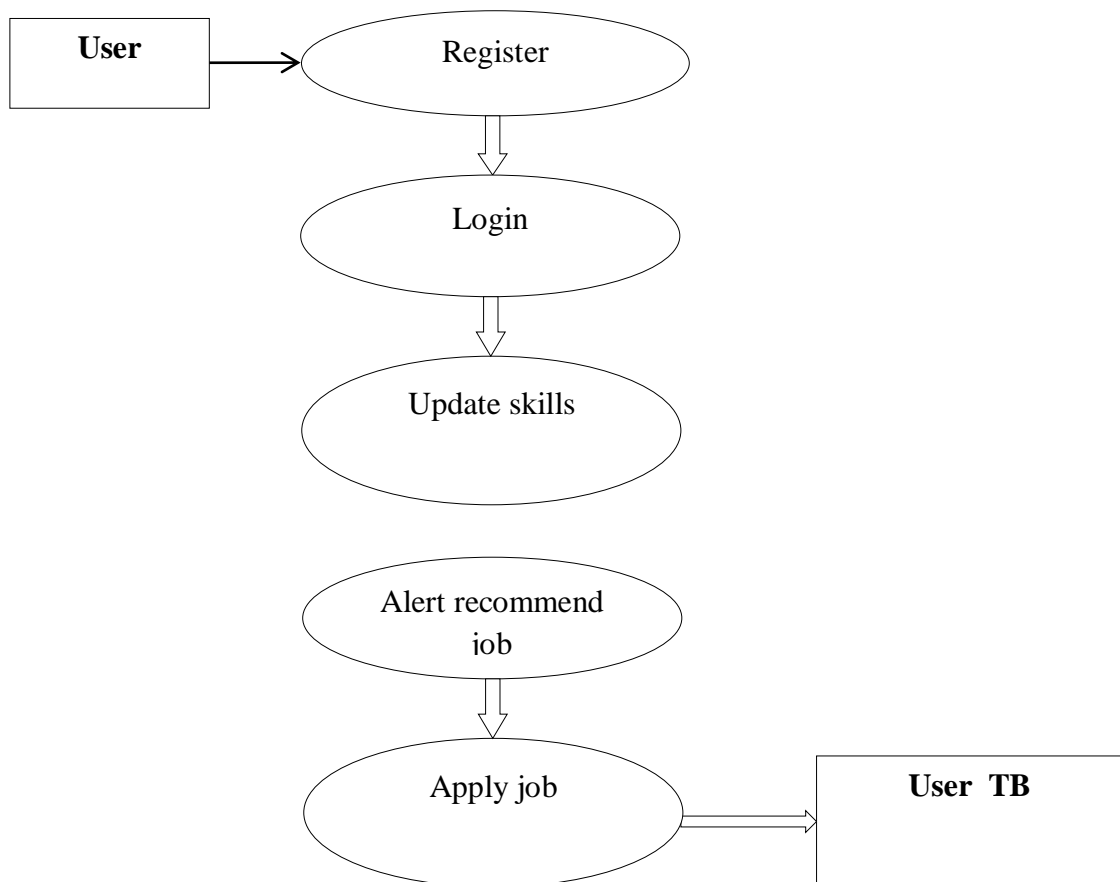 User
Register
Login
Update skills
Alert recommend
job
Apply job
User TB